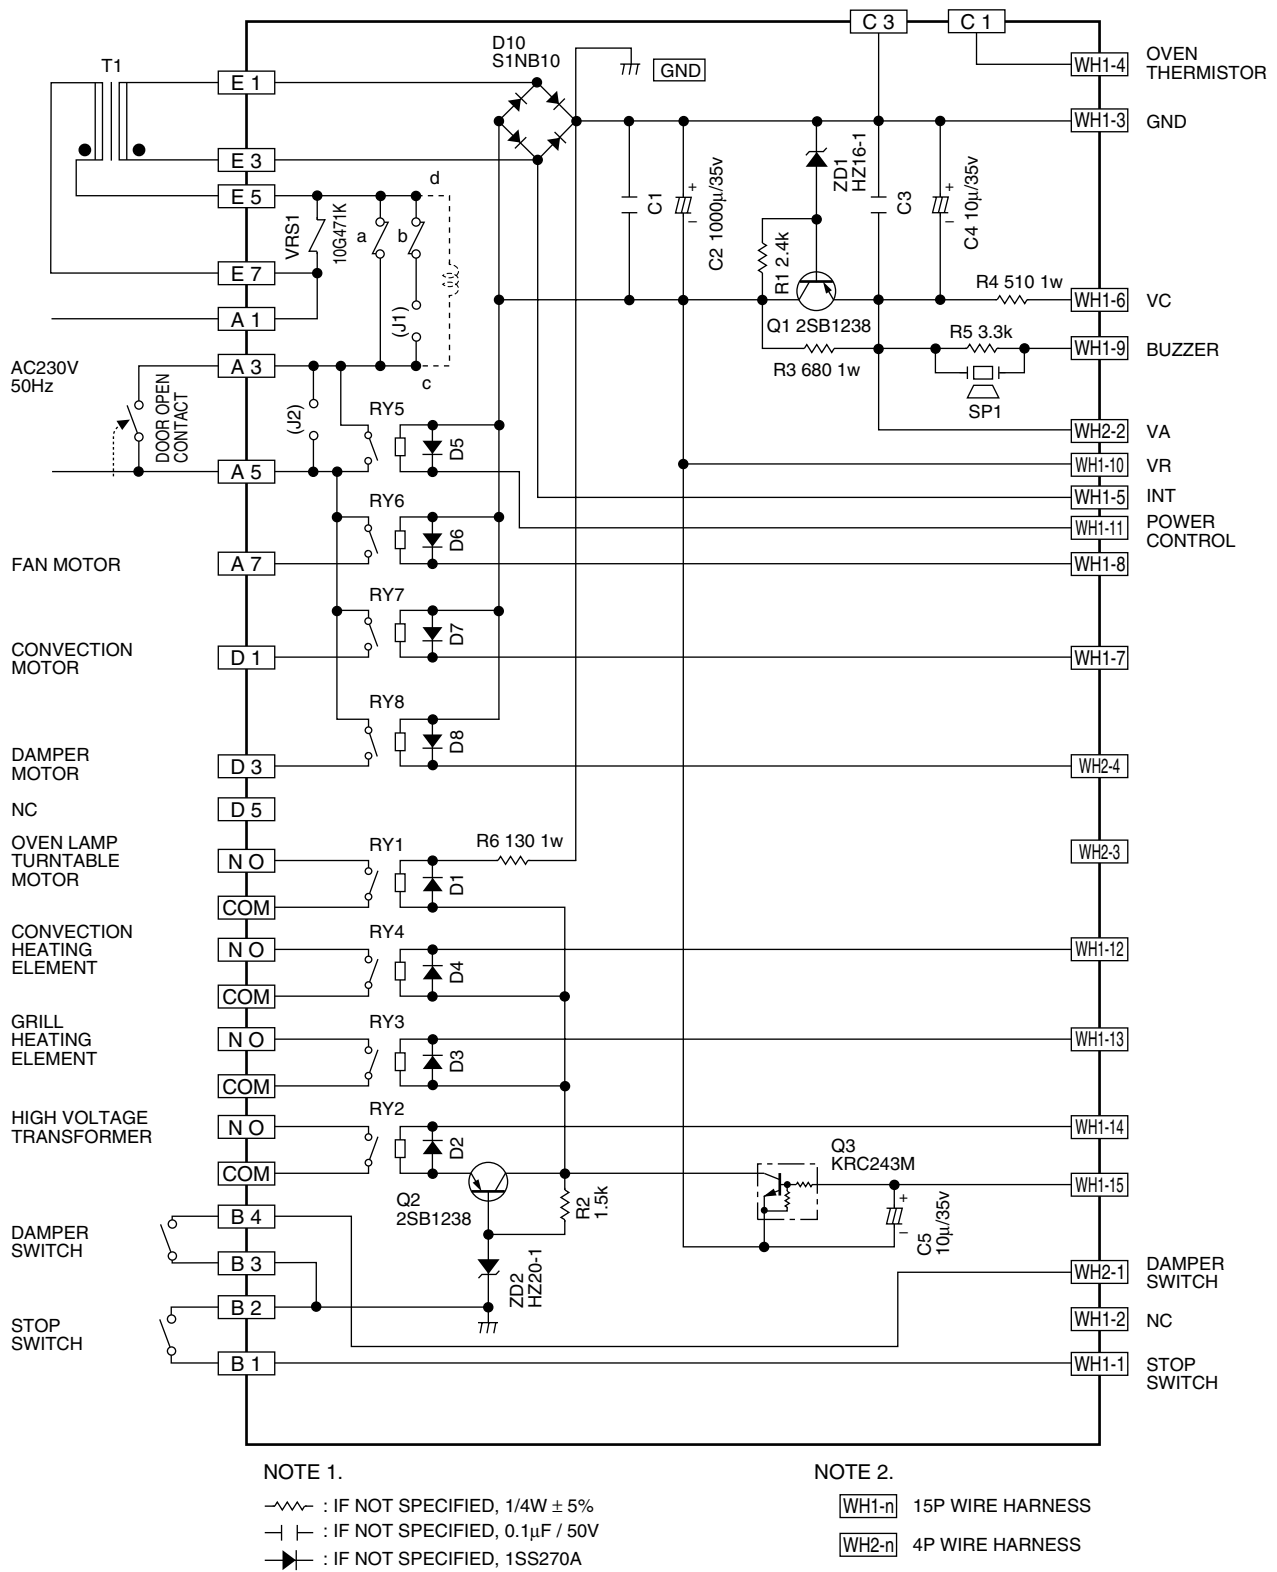 C 3
C 1
D10
S1NB10
GND
WH1-4
OVEN
THERMISTOR
T1
E 1
WH1-3
GND
E 3
E 5
E 7
A 1
VRS1
10G471K
a
b
d
(J1)
c
C1
C2 1000μ/35v
+
–
ZD1
HZ16-1
C3
C4 10μ/35v
+
–
R1 2.4k
Q1 2SB1238
R4 510 1w
WH1-6
VC
R3 680 1w
R5 3.3k
SP1
WH1-9
BUZZER
AC230V
50Hz
A 3
DOOR OPEN
CONTACT
(J2)
A 5
RY5
D5
WH2-2
VA
WH1-10
VR
WH1-5
INT
WH1-11
POWER
CONTROL
RY6
D6
FAN MOTOR
A 7
WH1-8
RY7
D7
CONVECTION
MOTOR
D 1
WH1-7
RY8
D8
DAMPER
MOTOR
D 3
WH2-4
NC
D 5
OVEN LAMP
TURNTABLE
MOTOR
N O
COM
RY1
D1
R6 130 1w
WH2-3
CONVECTION
HEATING
ELEMENT
N O
COM
RY4
D4
WH1-12
GRILL
HEATING
ELEMENT
N O
COM
RY3
D3
WH1-13
HIGH VOLTAGE
TRANSFORMER
N O
COM
RY2
D2
WH1-14
Q2
2SB1238
R2
1.5k
Q3
KRC243M
WH1-15
+
–
C5
10μ/35v
DAMPER
SWITCH
B 4
B 3
ZD2
HZ20-1
WH2-1
DAMPER
SWITCH
STOP
SWITCH
B 2
B 1
WH1-2
NC
WH1-1
STOP
SWITCH
NOTE 1.
: IF NOT SPECIFIED, 1/4W ± 5%
: IF NOT SPECIFIED, 0.1μF / 50V
: IF NOT SPECIFIED, 1SS270A
NOTE 2.
WH1-n 15P WIRE HARNESS
WH2-n 4P WIRE HARNESS